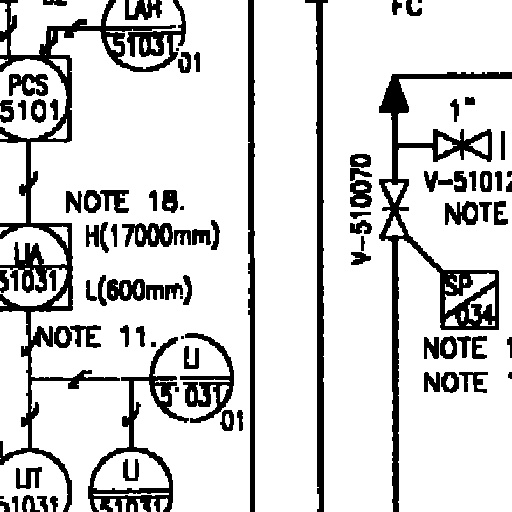 LAH
51031
01
FC
PCS
5101
1"
V-510070
V-51012
NOTE
NOTE 18.
H(17000mm)
LIA
51031
L(600mm)
SP
034
NOTE 11.
NOTE 1
NOTE
LI
5 031
01
LIT
51031
LI
51031